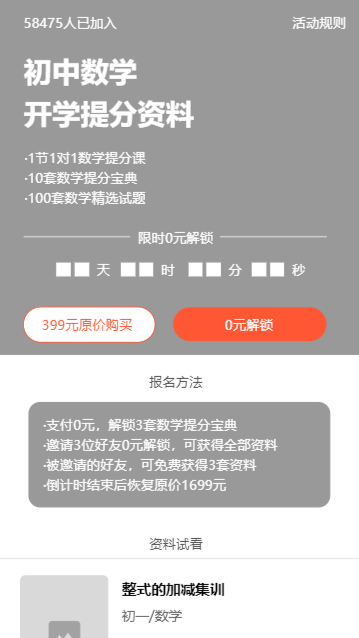 58475人已加入
活动规则
初中数学
开学提分资料
·1节1对1数学提分课
·10套数学提分宝典
·100套数学精选试题
限时0元解锁
天 时 分 秒
399元原价购买
0元解锁
报名方法
·支付0元，解锁3套数学提分宝典
·邀请3位好友0元解锁，可获得全部资料
·被邀请的好友，可免费获得3套资料
·倒计时结束后恢复原价1699元
资料试看
整式的加减集训
初一/数学